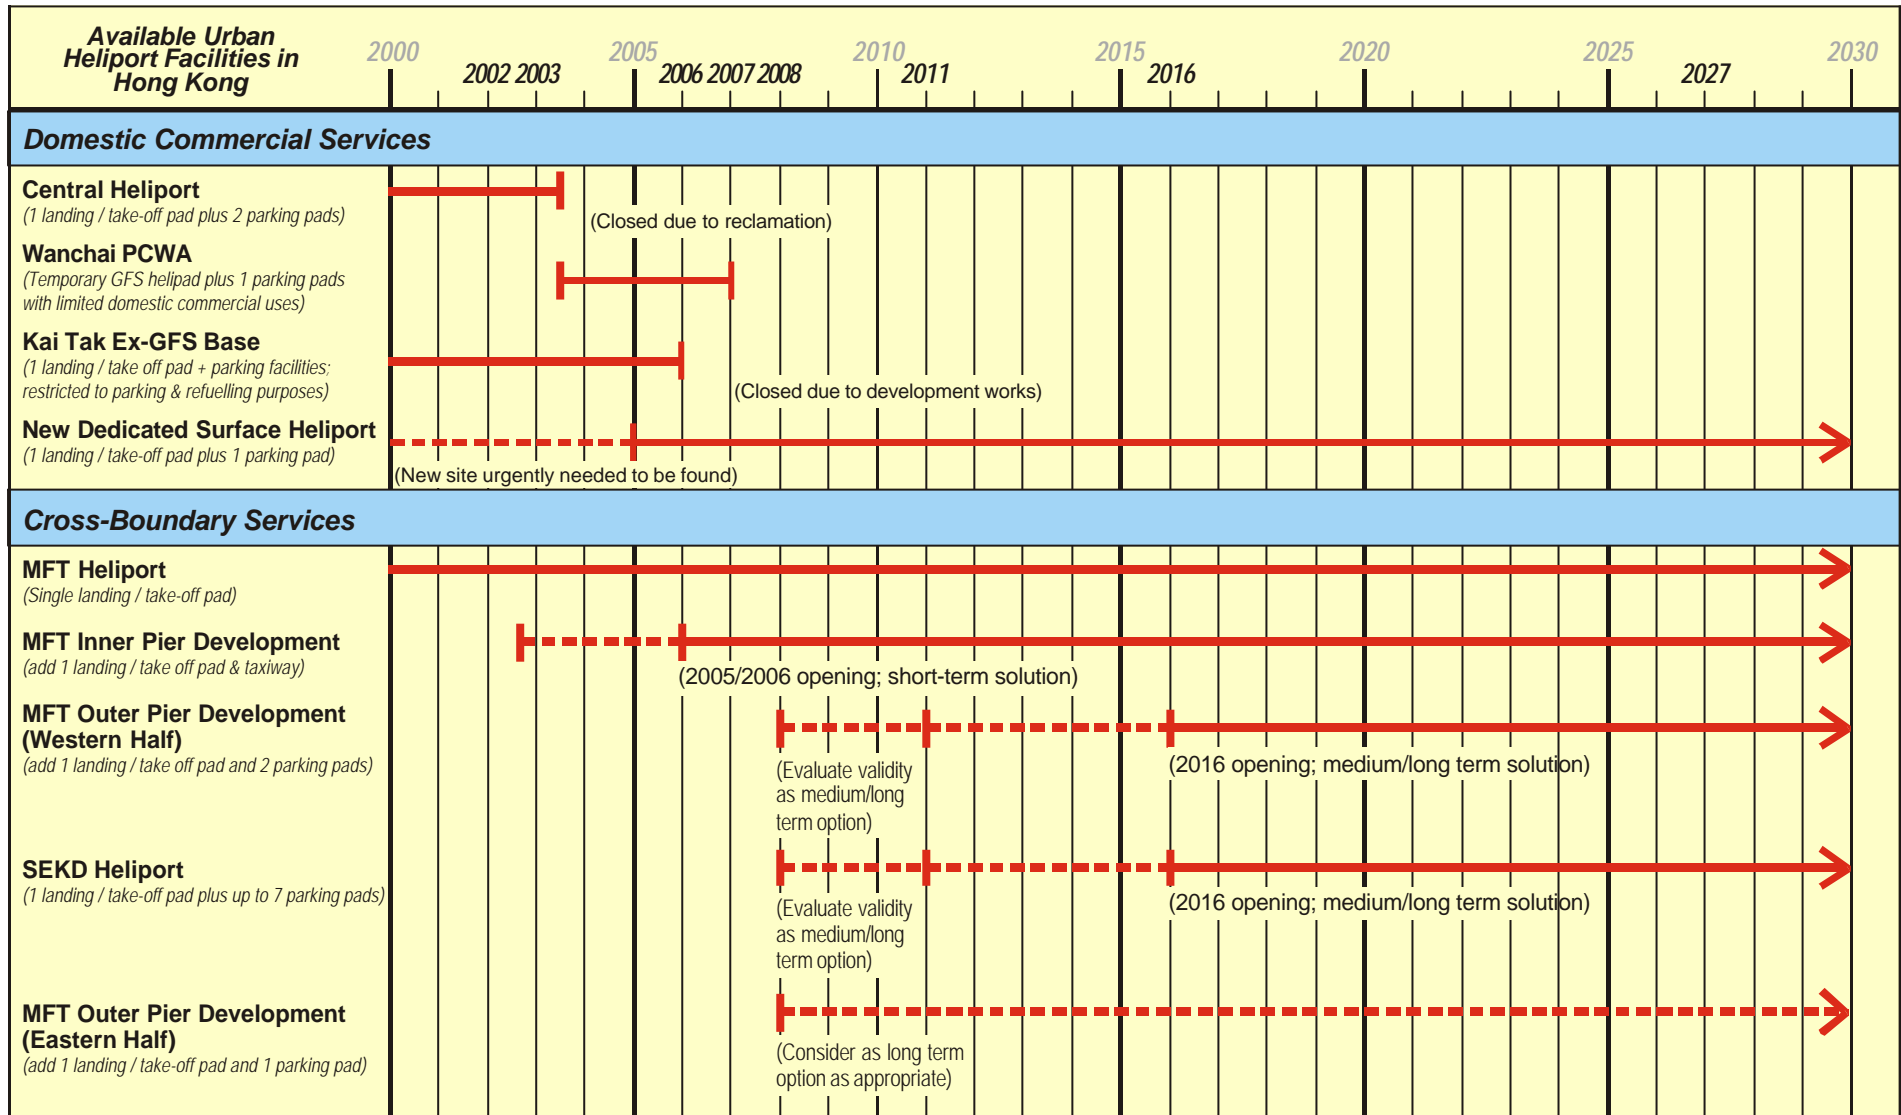 Available Urban
Heliport Facilities in
Hong Kong
2000 2005 2010 2015 2020 2025 2030
2002 2003 2006 2007 2008 2011 2016 2027
Domestic Commercial Services
Central Heliport
(1 landing / take-off pad plus 2 parking pads)
(Closed due to reclamation)
Wanchai PCWA
(Temporary GFS helipad plus 1 parking pads
with limited domestic commercial uses)
Kai Tak Ex-GFS Base
(1 landing / take off pad + parking facilities;
restricted to parking & refuelling purposes)
(Closed due to development works)
New Dedicated Surface Heliport
(1 landing / take-off pad plus 1 parking pad)
(New site urgently needed to be found)
Cross-Boundary Services
MFT Heliport
(Single landing / take-off pad)
MFT Inner Pier Development
(add 1 landing / take off pad & taxiway)
(2005/2006 opening; short-term solution)
MFT Outer Pier Development
(Western Half)
(add 1 landing / take off pad and 2 parking pads)
(Evaluate validity
as medium/long
term option)
(2016 opening; medium/long term solution)
SEKD Heliport
(1 landing / take-off pad plus up to 7 parking pads)
(Evaluate validity
as medium/long
term option)
(2016 opening; medium/long term solution)
MFT Outer Pier Development
(Eastern Half)
(add 1 landing / take-off pad and 1 parking pad)
(Consider as long term
option as appropriate)